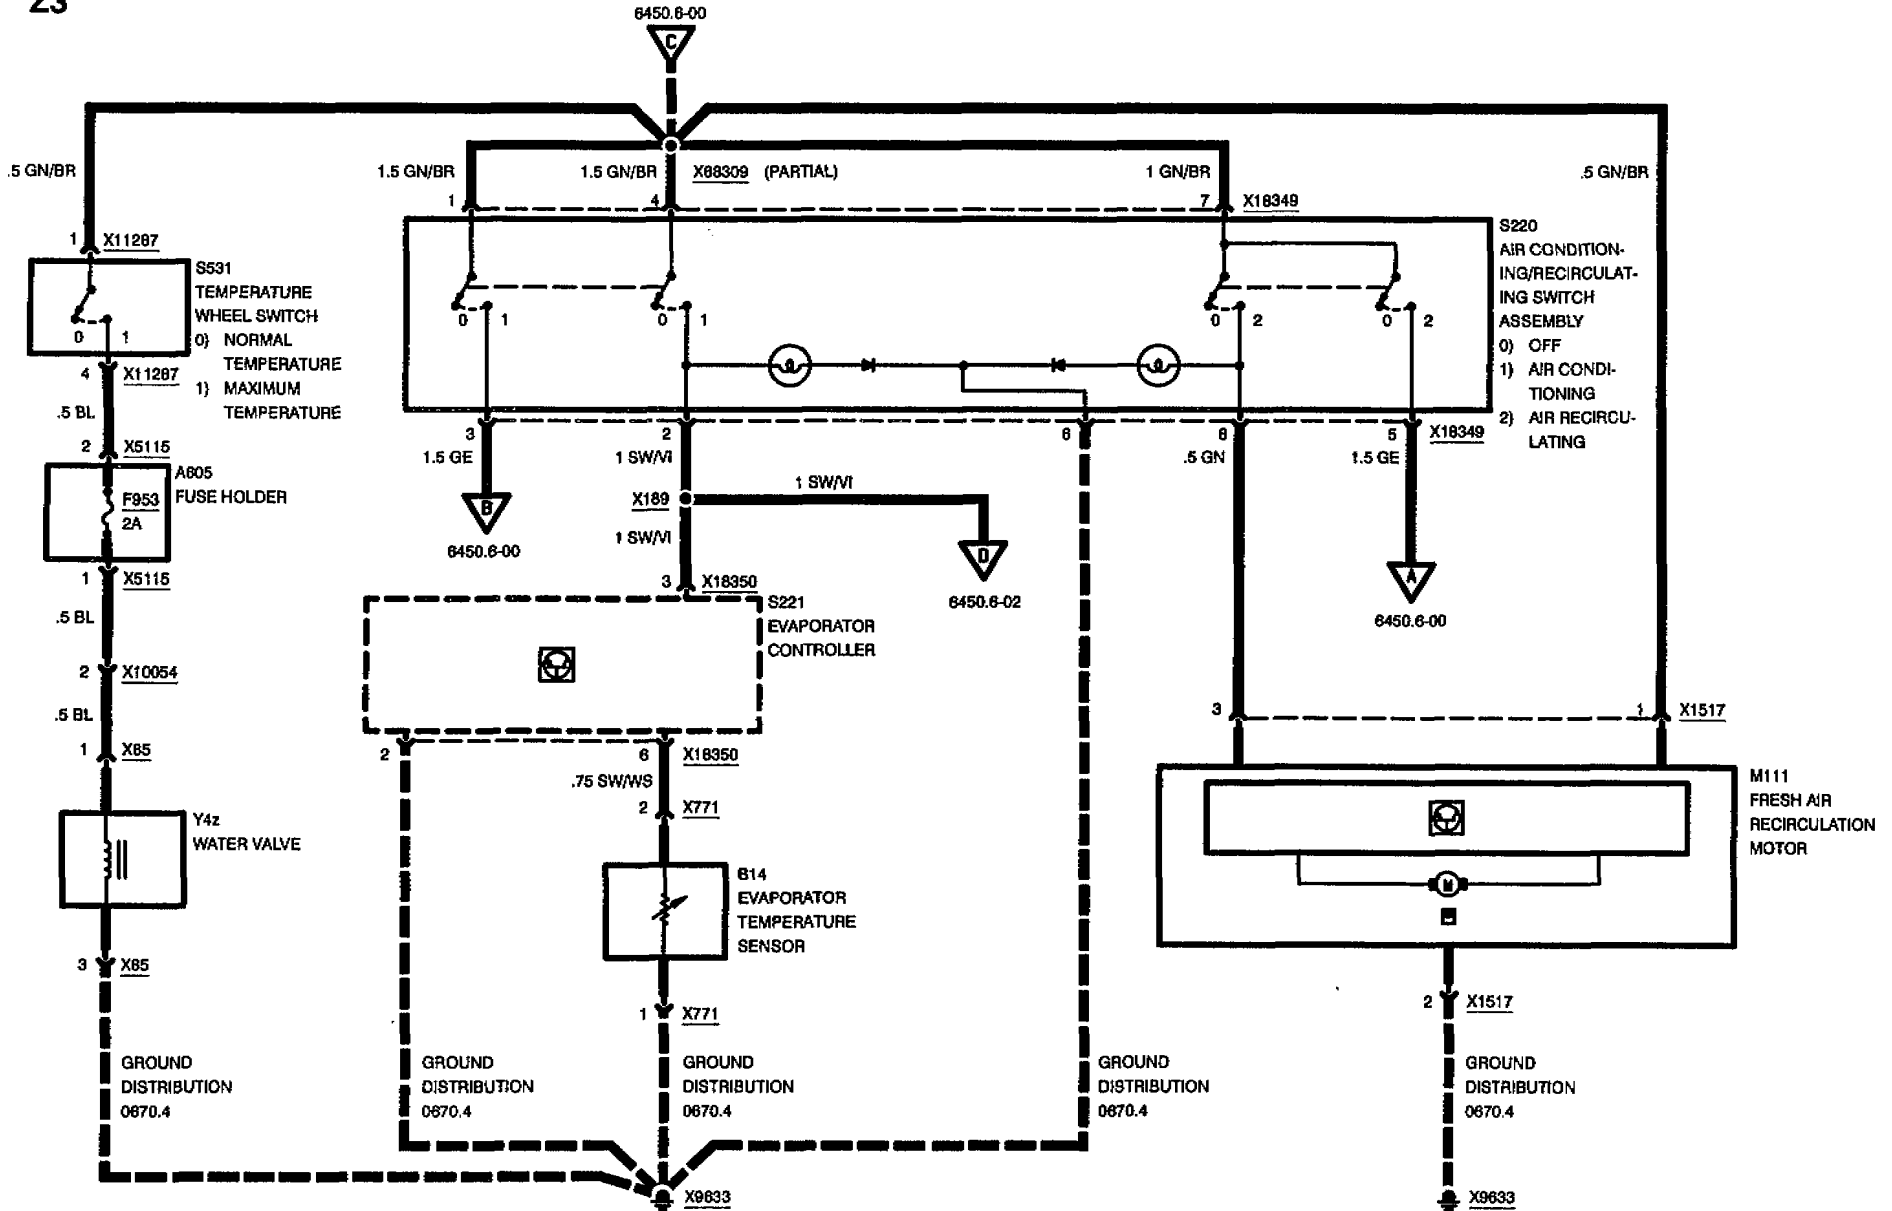 Z3
6450.6-00
C
.5 GN/BR
1.5 GN/BR
1.5 GN/BR
X68309 (PARTIAL)
1 GN/BR
.5 GN/BR
1
4
7
X18349
1
X11287
S531
TEMPERATURE
WHEEL SWITCH
0) NORMAL
TEMPERATURE
1) MAXIMUM
TEMPERATURE
0
1
S220
AIR CONDITION-
ING/RECIRCULAT-
ING SWITCH
ASSEMBLY
0) OFF
1) AIR CONDI-
TIONING
2) AIR RECIRCU-
LATING
0
1
0
1
0
2
0
2
4
X11287
.5 BL
2
X5115
A605
FUSE HOLDER
F953
2A
1
X5115
.5 BL
2
X10054
.5 BL
1
X65
Y4z
WATER VALVE
3
X65
3
2
6
8
5
X18349
1.5 GE
1 SW/VI
.5 GN
1.5 GE
B
6450.6-00
X189
1 SW/VI
1 SW/VI
D
6450.6-02
A
6450.6-00
3
X18350
S221
EVAPORATOR
CONTROLLER
2
6
X18350
.75 SW/WS
2
X771
B14
EVAPORATOR
TEMPERATURE
SENSOR
1
X771
3
1
X1517
M111
FRESH AIR
RECIRCULATION
MOTOR
M
2
X1517
GROUND
DISTRIBUTION
0670.4
GROUND
DISTRIBUTION
0670.4
GROUND
DISTRIBUTION
0670.4
GROUND
DISTRIBUTION
0670.4
GROUND
DISTRIBUTION
0670.4
X9633
X9633